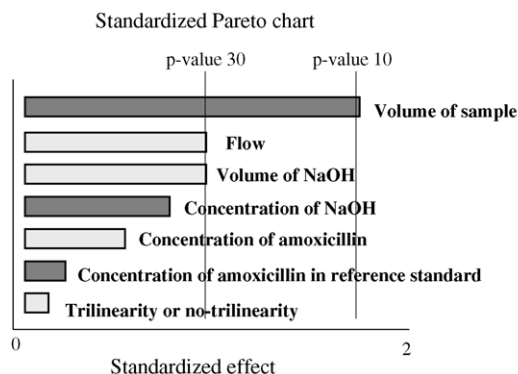 Standardized Pareto chart
p-value 30 p-value 10
Volume of sample
Flow
Volume of NaOH
Concentration of NaOH
Concentration of amoxicillin
Concentration of amoxicillin in reference standard
Trilinearity or no-trilinearity
0 2
Standardized effect